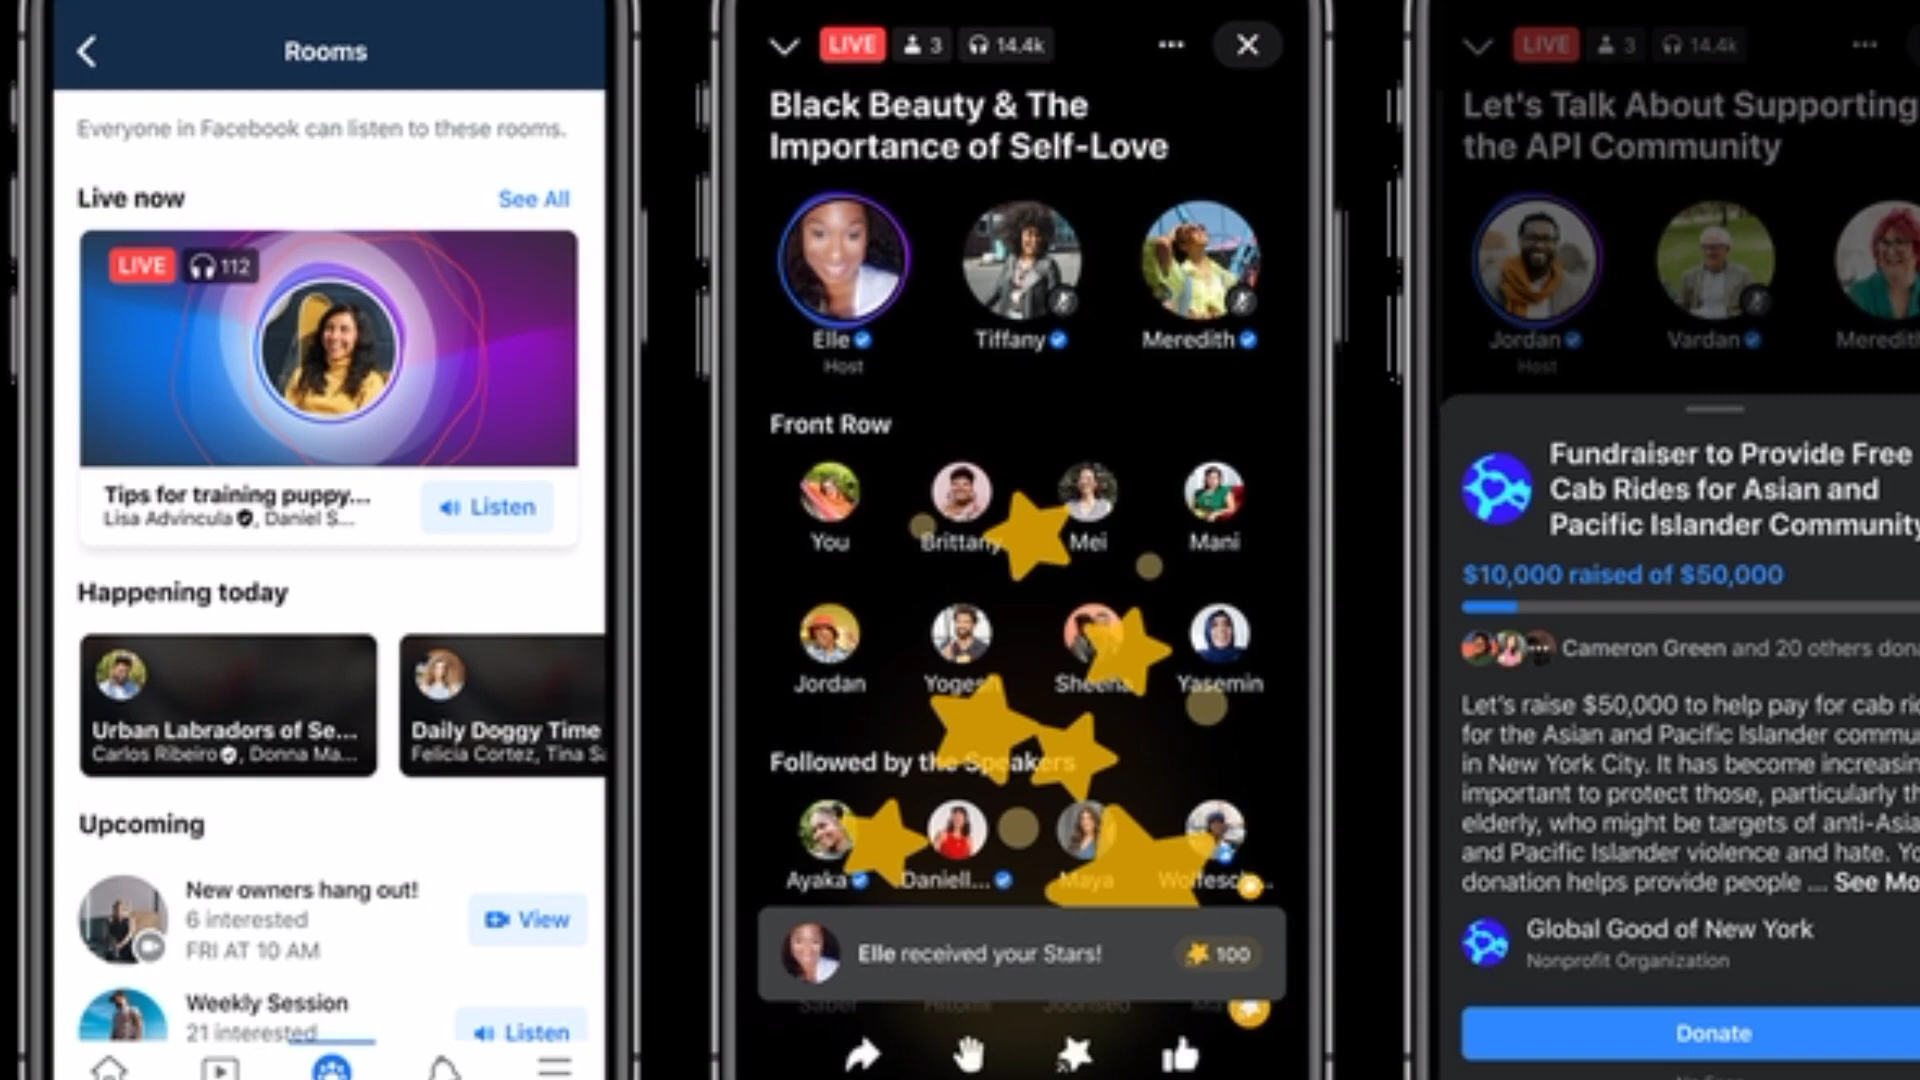 Rooms
Everyone in Facebook can listen to these rooms.
Live now
See All
LIVE
112
Tips for training puppy...
Lisa Advincula, Daniel S...
Listen
Happening today
Urban Labradors of Se...
Carlos Ribeiro, Donna Ma...
Daily Doggy Time
Felicia Cortez, Tina
Upcoming
New owners hang out!
6 interested
FRI AT 10 AM
View
Weekly Session
21 interested
Listen
LIVE
3
14.4k
Black Beauty & The
Importance of Self-Love
Elle
Host
Tiffany
Meredith
Front Row
You
Brittany
Mei
Mani
Jordan
Yogesh
Sheena
Yasemin
Followed by the Speakers
Ayaka
Daniell...
Maya
Wolfesch...
Elle received your Stars!
100
LIVE
3
14.4k
Let's Talk About Supporting
the API Community
Jordan
Host
Vardan
Meredith
Fundraiser to Provide Free
Cab Rides for Asian and
Pacific Islander Community
$10,000 raised of $50,000
Cameron Green and 20 others dona
Let's raise $50,000 to help pay for cab rid
for the Asian and Pacific Islander commu
in New York City. It has become increasin
important to protect those, particularly th
elderly, who might be targets of anti-Asia
and Pacific Islander violence and hate. Yo
donation helps provide people ... See Mo
Global Good of New York
Nonprofit Organization
Donate